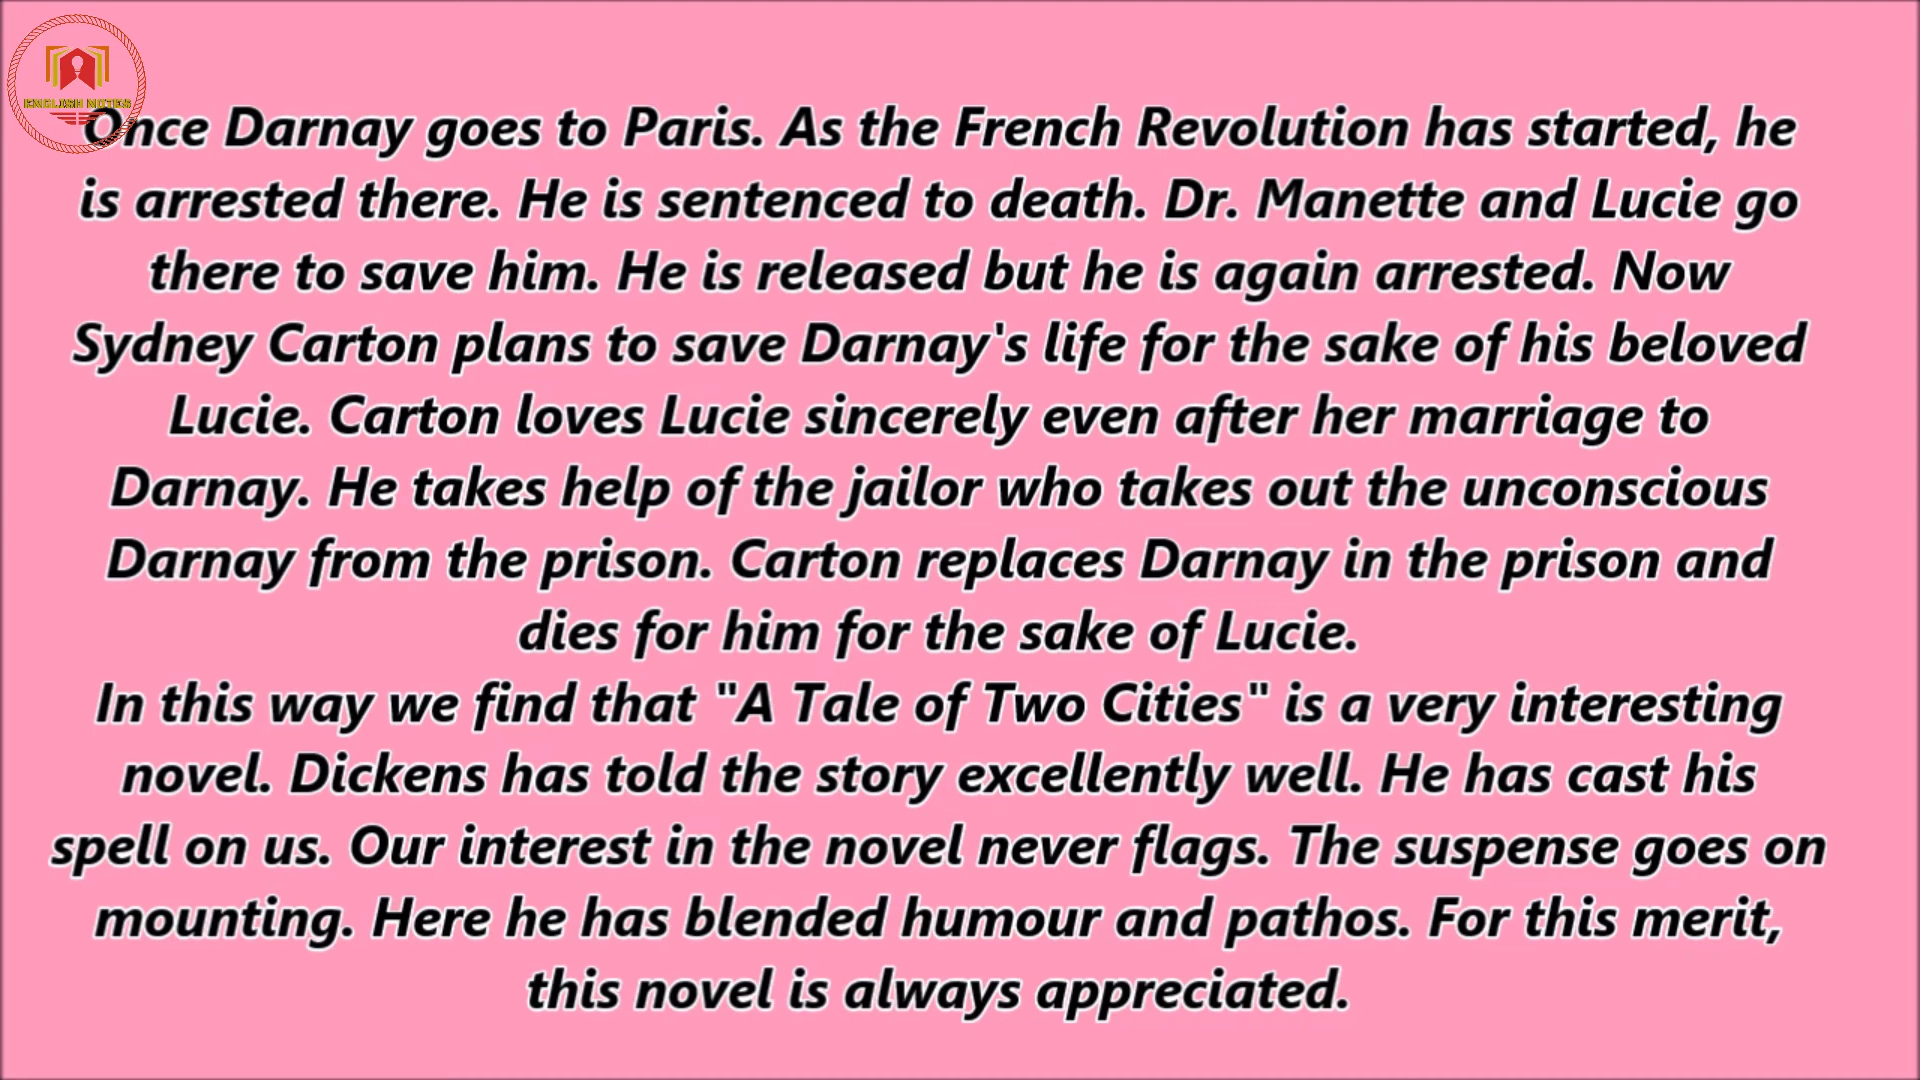 ENGLISH NOTES
Once Darnay goes to Paris. As the French Revolution has started, he
is arrested there. He is sentenced to death. Dr. Manette and Lucie go
there to save him. He is released but he is again arrested. Now
Sydney Carton plans to save Darnay's life for the sake of his beloved
Lucie. Carton loves Lucie sincerely even after her marriage to
Darnay. He takes help of the jailor who takes out the unconscious
Darnay from the prison. Carton replaces Darnay in the prison and
dies for him for the sake of Lucie.
In this way we find that "A Tale of Two Cities" is a very interesting
novel. Dickens has told the story excellently well. He has cast his
spell on us. Our interest in the novel never flags. The suspense goes on
mounting. Here he has blended humour and pathos. For this merit,
this novel is always appreciated.